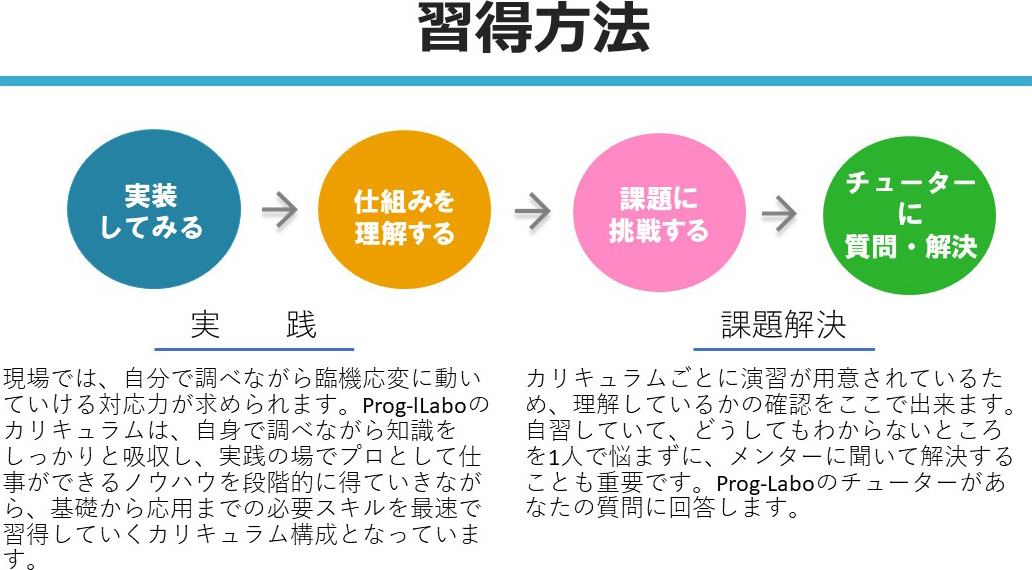 習得方法
実装
してみる
仕組みを
理解する
課題に
挑戦する
チューター
に
質問・解決
実　　践
現場では、自分で調べながら臨機応変に動い
ていける対応力が求められます。Prog-lLaboの
カリキュラムは、自身で調べながら知識を
しっかりと吸収し、実践の場でプロとして仕
事ができるノウハウを段階的に得ていきなが
ら、基礎から応用までの必要スキルを最速で
習得していくカリキュラム構成となっていま
す。
課題解決
カリキュラムごとに演習が用意されているた
め、理解しているかの確認をここで出来ます。
自習していて、どうしてもわからないところ
を1人で悩まずに、メンターに聞いて解決する
ことも重要です。Prog-Laboのチューターがあ
なたの質問に回答します。